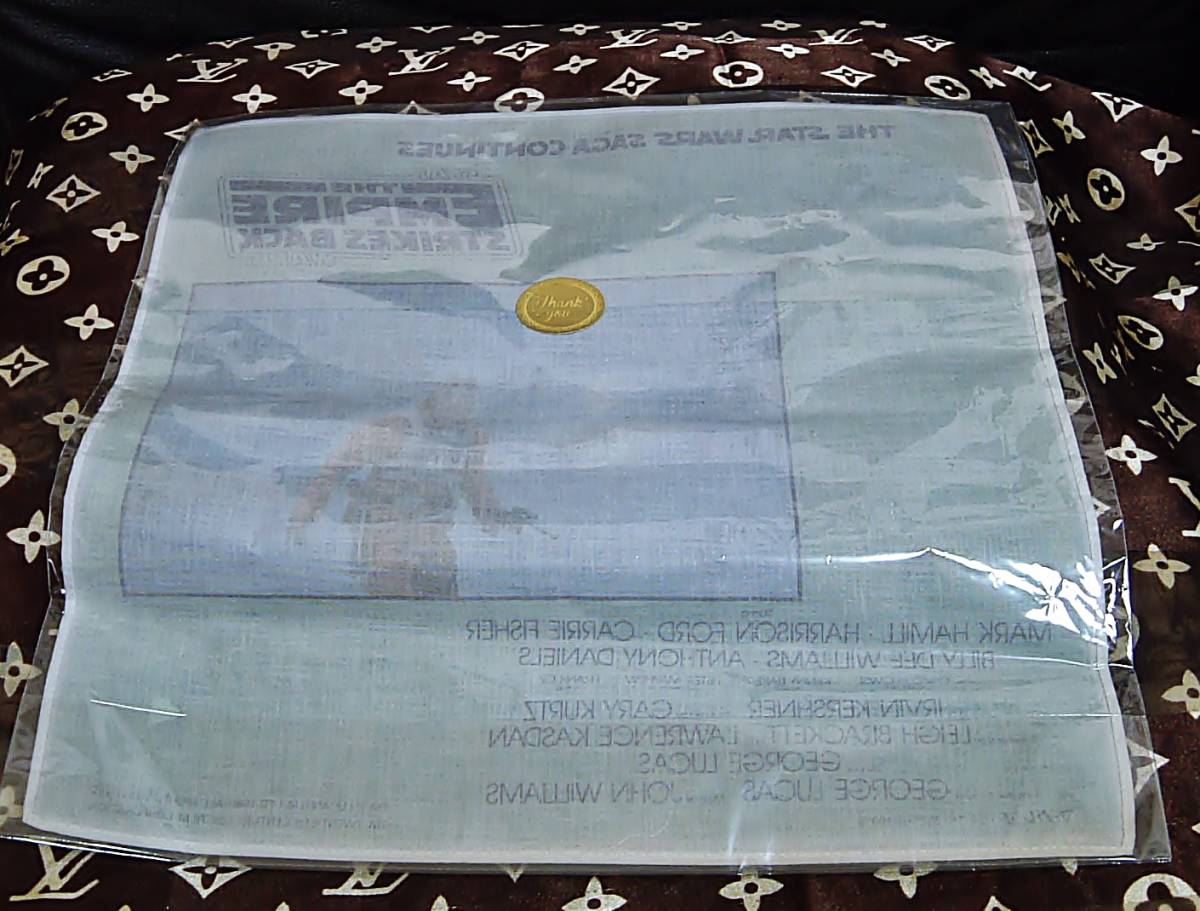 THE STAR WARS SAGA CONTINUES
THE
EMPIRE
STRIKES BACK
Thank
you
MARK HAMILL · HARRISON FORD · CARRIE FISHER
BILLY DEE WILLIAMS · ANTHONY DANIELS
IRVIN KERSHNER GARY KURTZ
LEIGH BRACKETT LAWRENCE KASDAN
GEORGE LUCAS
GEORGE LUCAS JOHN WILLIAMS